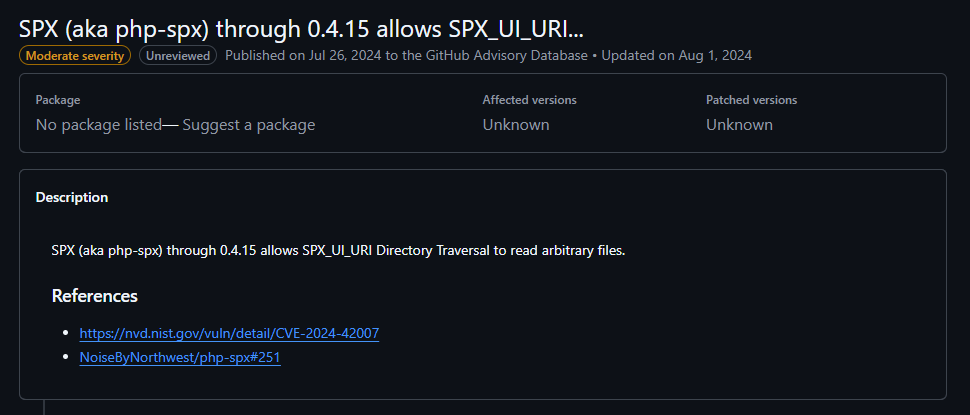 SPX (aka php-spx) through 0.4.15 allows SPX_UI_URI...
Moderate severity Unreviewed Published on Jul 26, 2024 to the GitHub Advisory Database • Updated on Aug 1, 2024
Package Affected versions Patched versions
No package listed— Suggest a package Unknown Unknown
Description
SPX (aka php-spx) through 0.4.15 allows SPX_UI_URI Directory Traversal to read arbitrary files.
References
• https://nvd.nist.gov/vuln/detail/CVE-2024-42007
• NoiseByNorthwest/php-spx#251